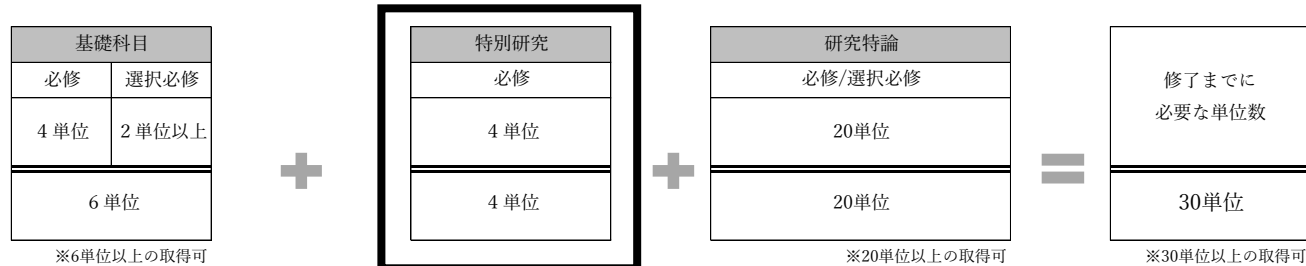 基礎科目
必修 選択必修
4 単位 2 単位以上
6 単位
※6単位以上の取得可
特別研究
必修
4 単位
4 単位
研究特論
必修/選択必修
20単位
20単位
※20単位以上の取得可
修了までに
必要な単位数
30単位
※30単位以上の取得可